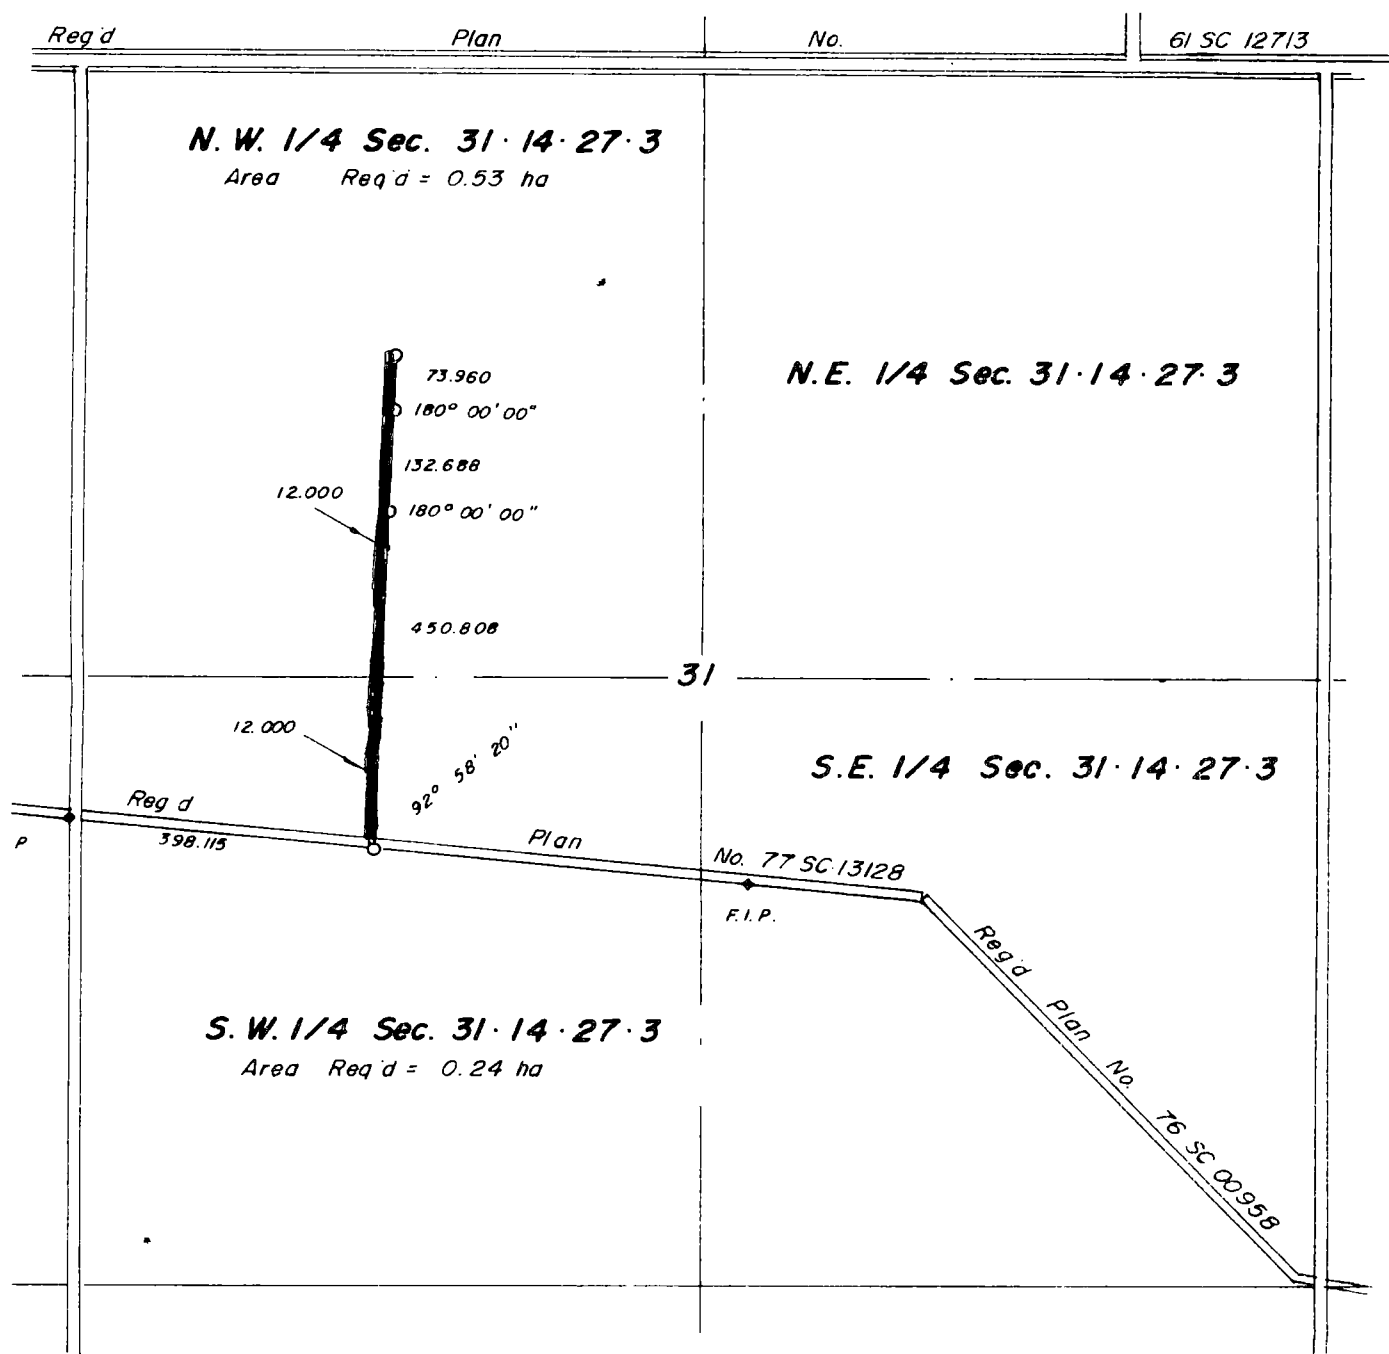 Reg'd Plan No. 61 SC 12713
N. W. 1/4 Sec. 31·14·27·3
Area Req'd = 0.53 ha
73.960
180° 00' 00"
N.E. 1/4 Sec. 31·14·27·3
132.688
12.000
180° 00' 00"
450.808
31
12.000
92° 58' 20"
S.E. 1/4 Sec. 31·14·27·3
P
Reg'd Plan No. 77 SC 13128
398.115
F.I.P.
Reg'd Plan No. 76 SC 00958
S. W. 1/4 Sec. 31·14·27·3
Area Req'd = 0.24 ha